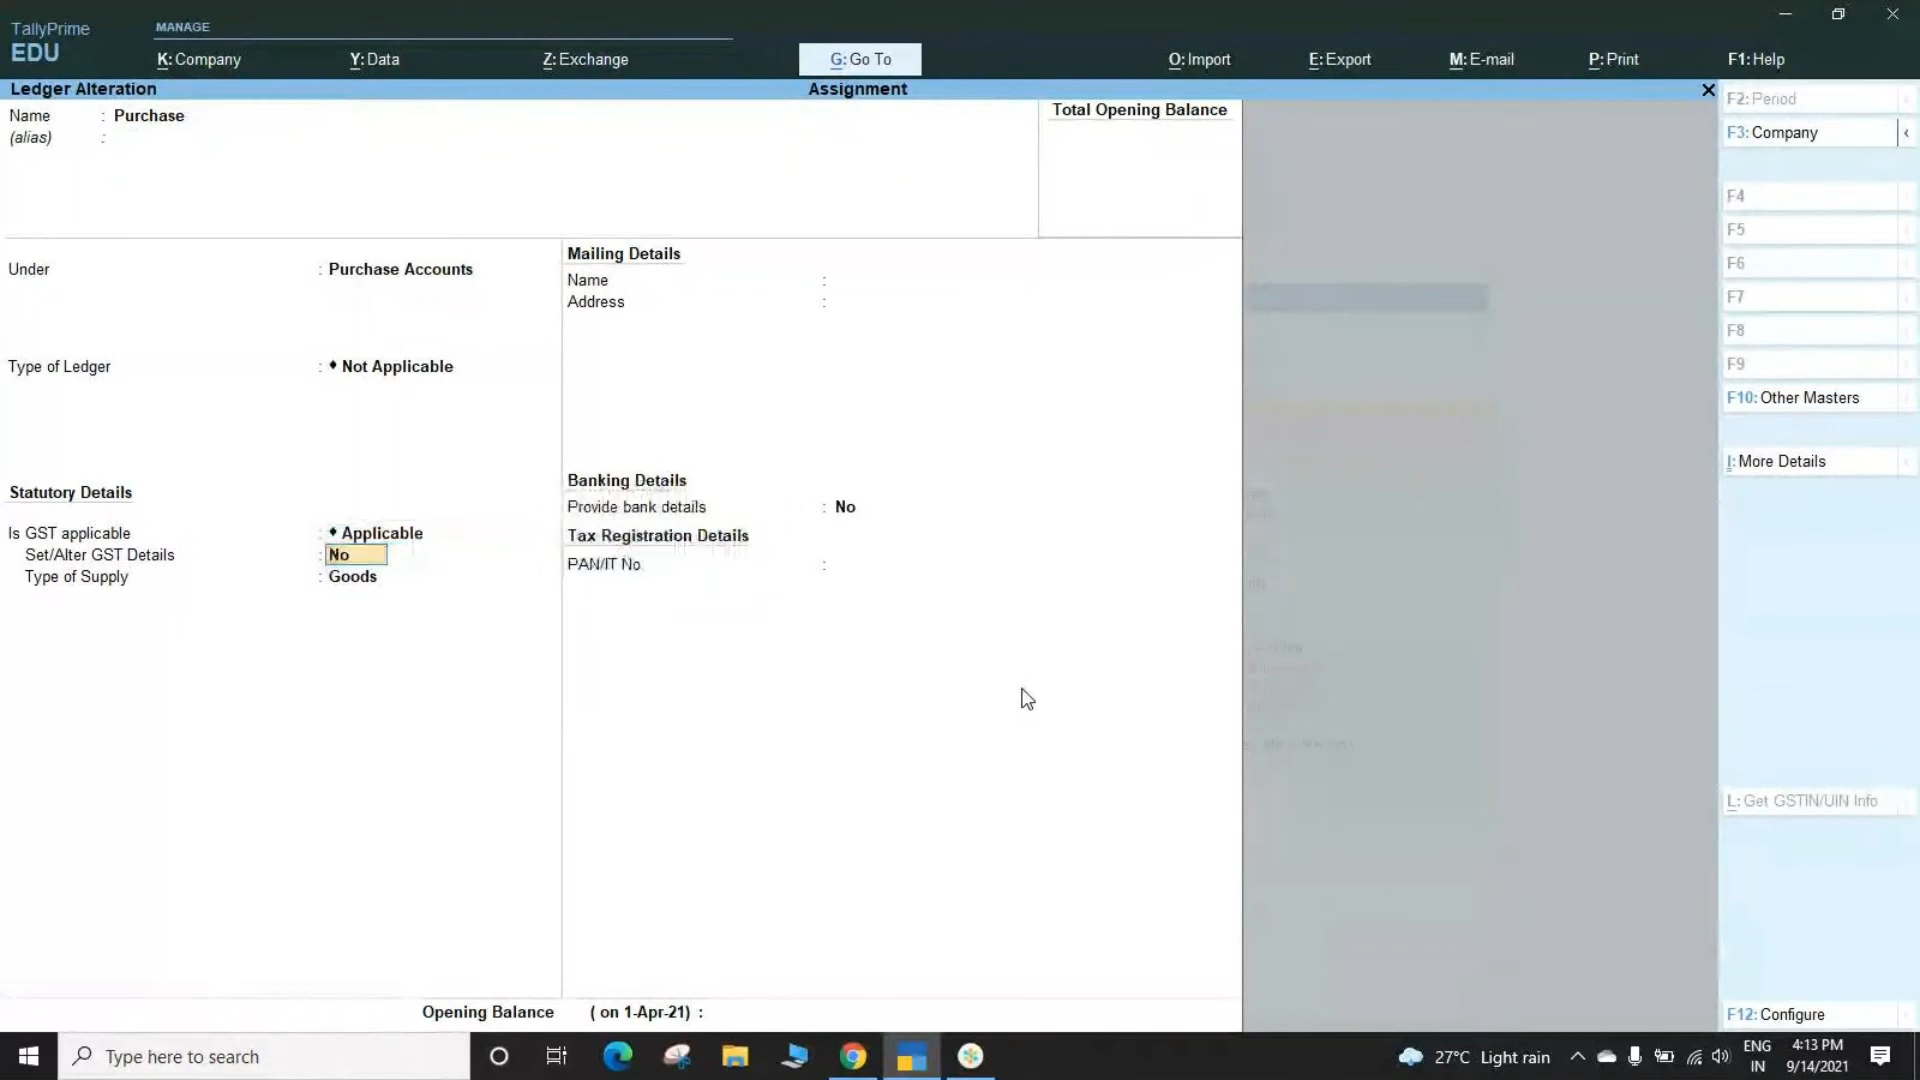 TallyPrime
EDU
MANAGE
K: Company
Y: Data
Z: Exchange
G: Go To
O: Import
E: Export
M: E-mail
P: Print
F1: Help
Ledger Alteration
Assignment
Name : Purchase
(alias) :
Total Opening Balance
Under : Purchase Accounts
Type of Ledger : ♦ Not Applicable
Statutory Details
Is GST applicable : ♦ Applicable
Set/Alter GST Details : No
Type of Supply : Goods
Mailing Details
Name :
Address :
Banking Details
Provide bank details : No
Tax Registration Details
PAN/IT No :
Opening Balance ( on 1-Apr-21) :
F2: Period
F3: Company
F4
F5
F6
F7
F8
F9
F10: Other Masters
I: More Details
L: Get GSTIN/UIN Info
F12: Configure
Type here to search
27°C Light rain
ENG
IN
4:13 PM
9/14/2021